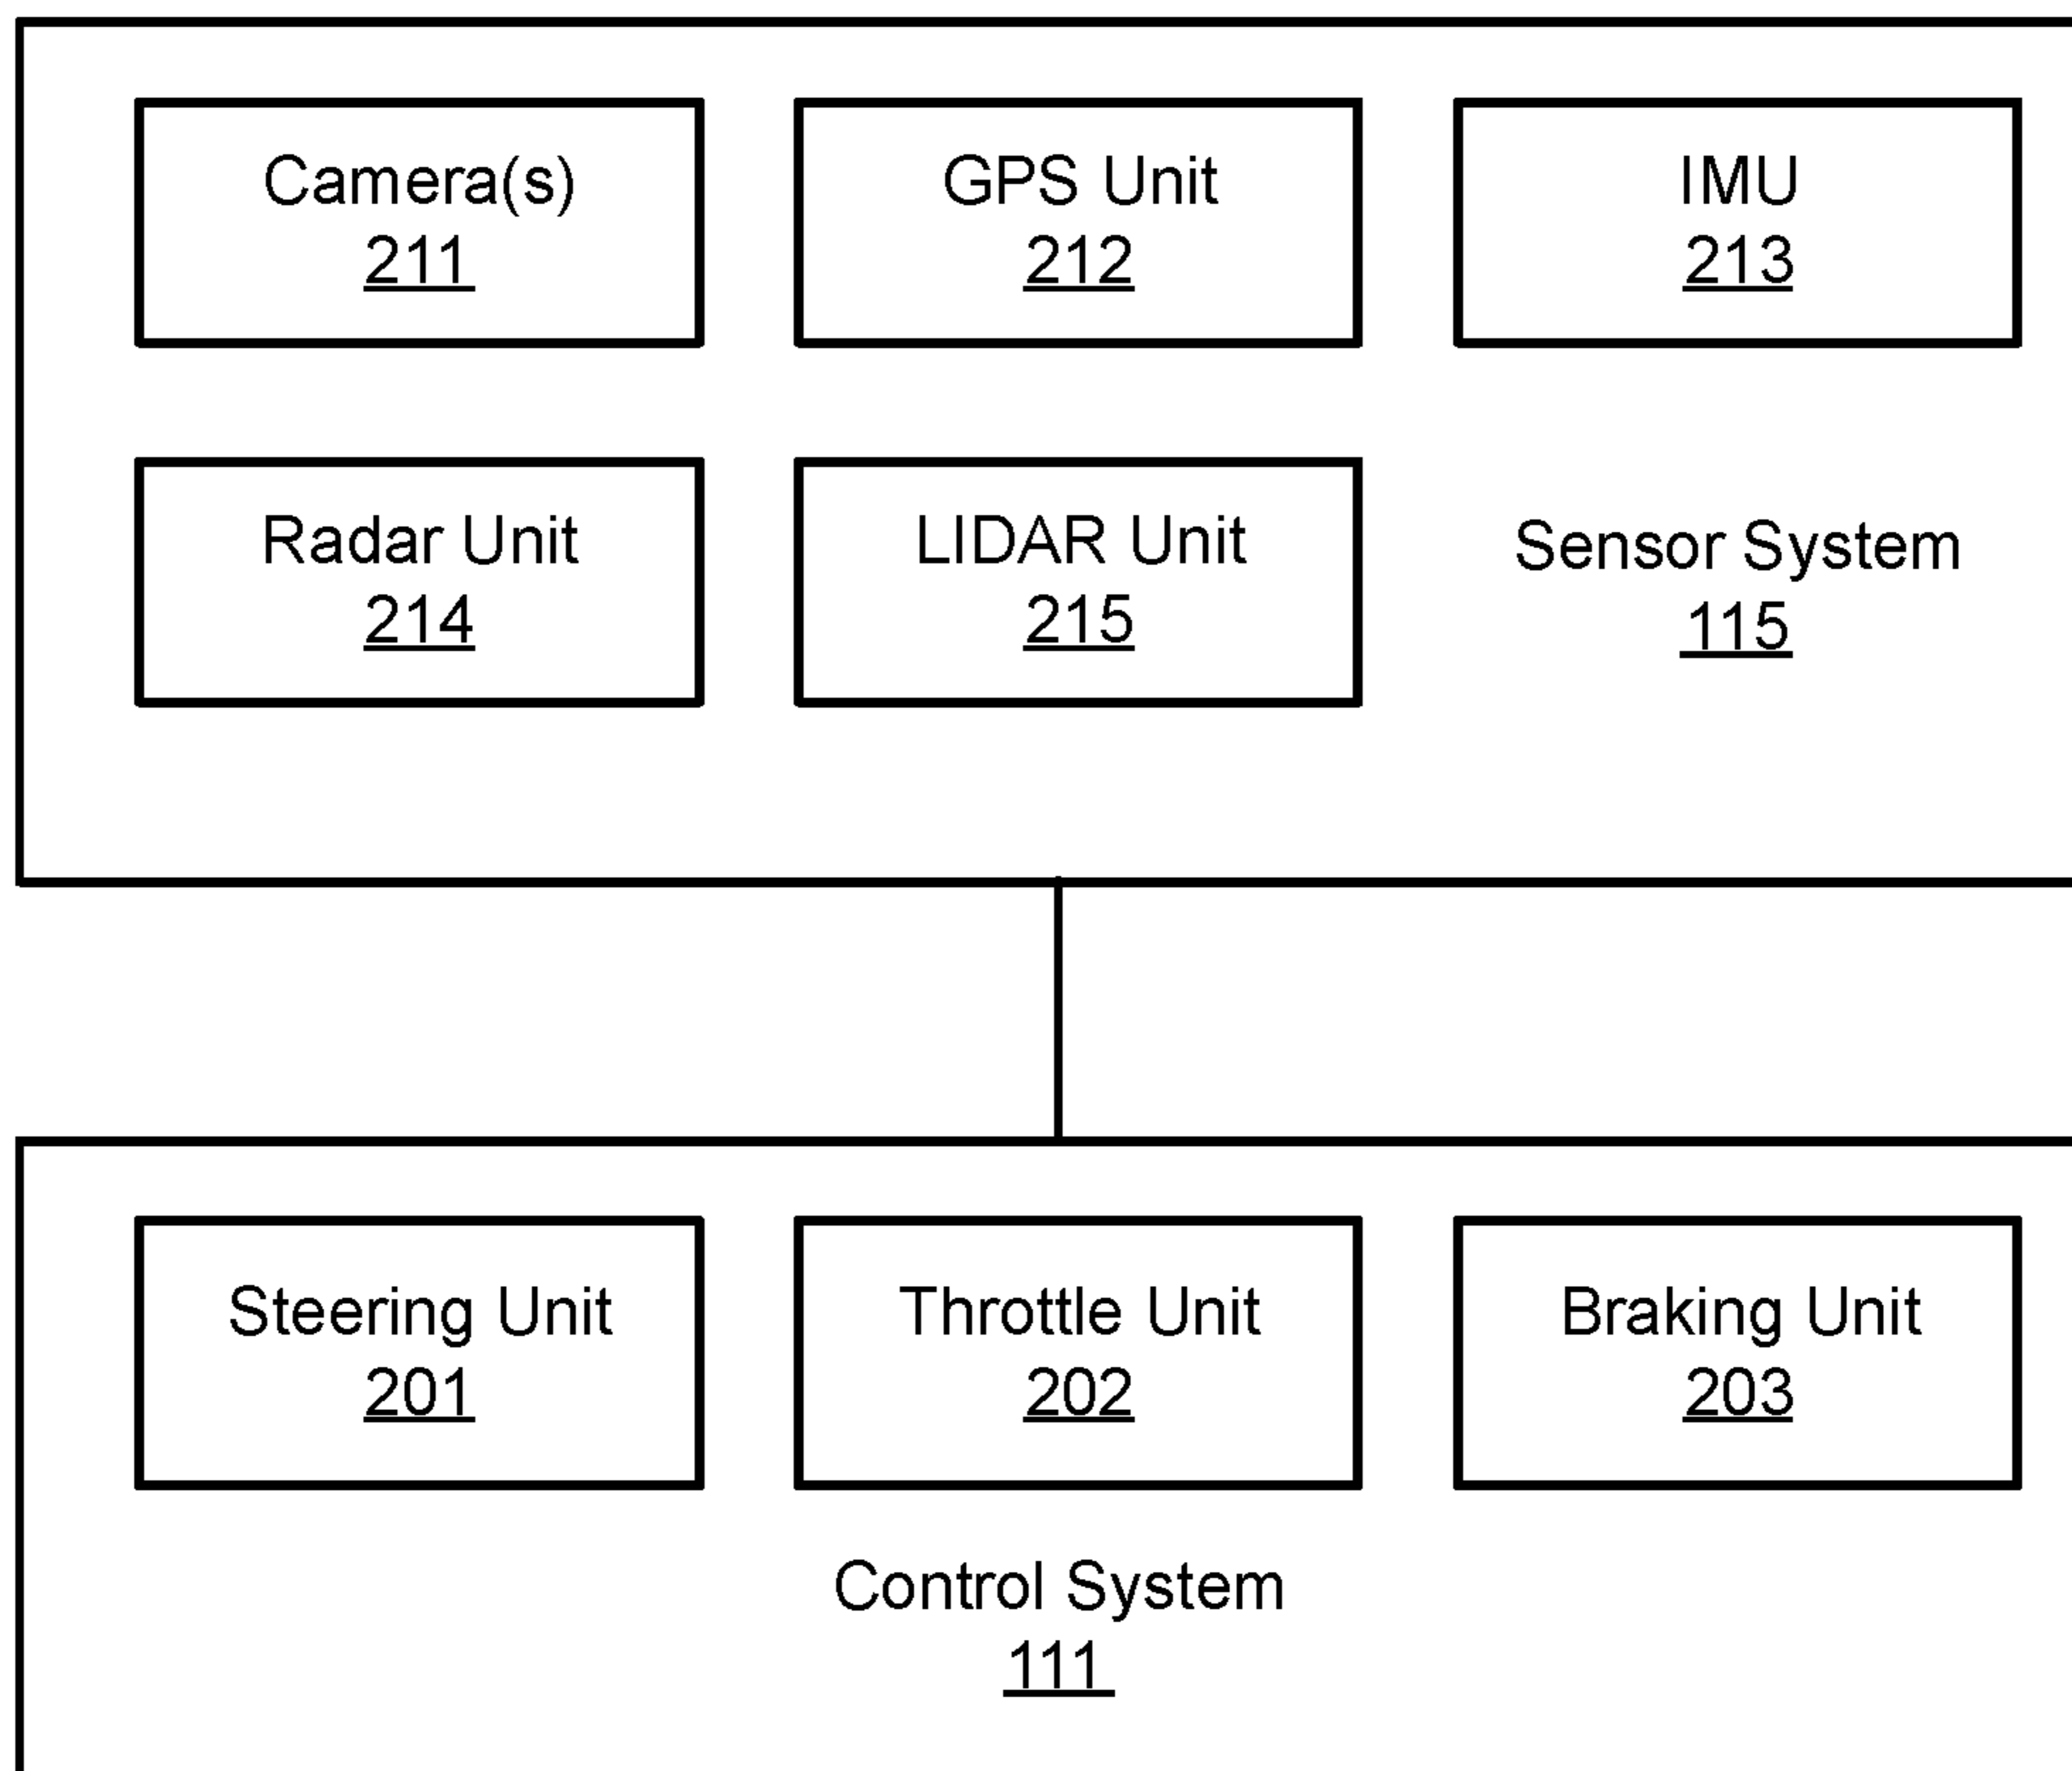 Camera(s)
211
GPS Unit
212
IMU
213
Radar Unit
214
LIDAR Unit
215
Sensor System
115
Steering Unit
201
Throttle Unit
202
Braking Unit
203
Control System
111